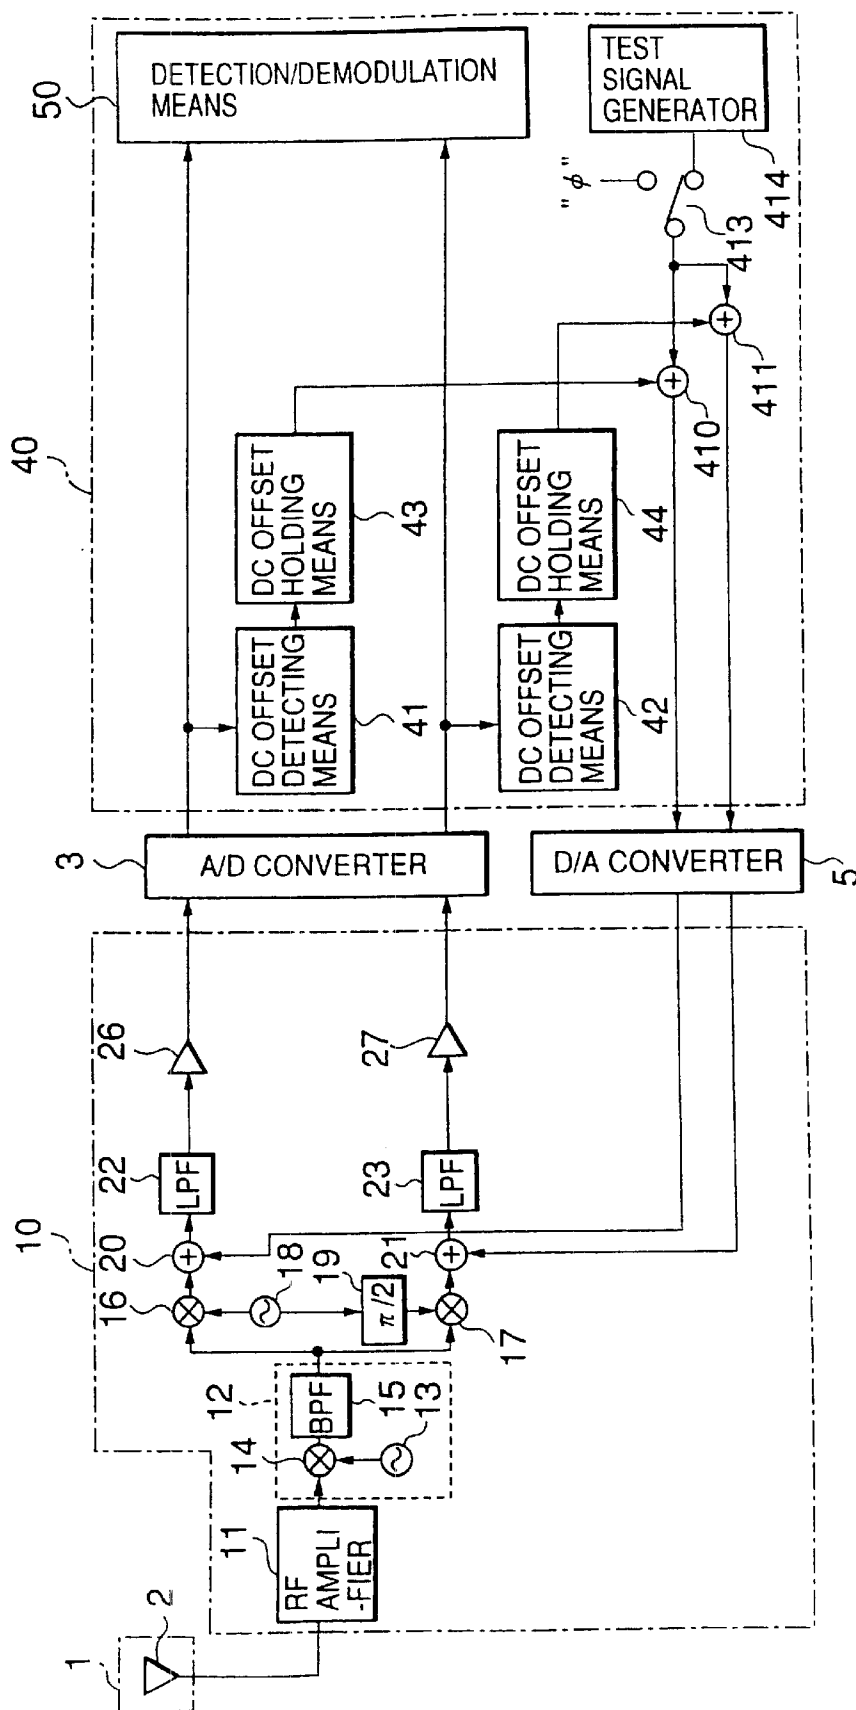 40
50
DETECTION/DEMODULATION
MEANS
TEST
SIGNAL
GENERATOR
"φ"
413
414
DC OFFSET
HOLDING
MEANS
43
DC OFFSET
DETECTING
MEANS
41
DC OFFSET
HOLDING
MEANS
44
DC OFFSET
DETECTING
MEANS
42
410
411
3
A/D CONVERTER
D/A CONVERTER
5
10
26
27
22
LPF
23
LPF
20
21
16
18
19
π/2
17
12
14
BPF
15
13
11
RF
AMPLI
-FIER
1
2